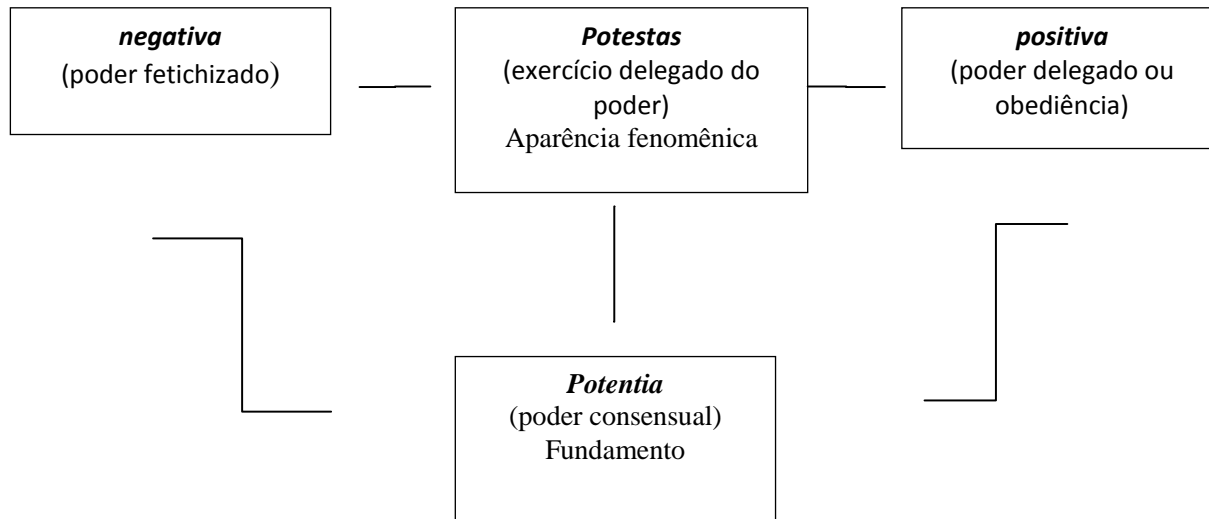 negativa
(poder fetichizado)
Potestas
(exercício delegado do
poder)
Aparência fenomênica
positiva
(poder delegado ou
obediência)
Potentia
(poder consensual)
Fundamento